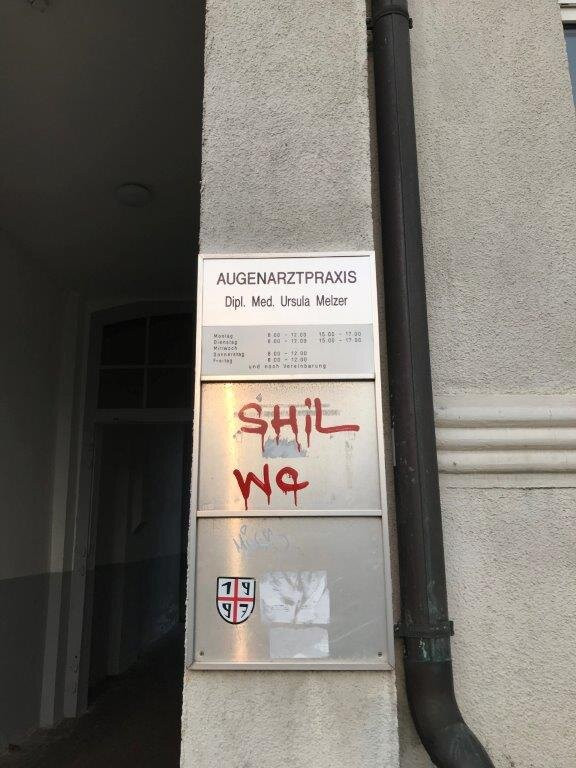 AUGENARZTPRAXIS
Dipl. Med. Ursula Melzer
Montag 8.00 - 12.00 15.00 - 17.00
Dienstag 8.00 - 12.00 15.00 - 17.00
Mittwoch
Donnerstag 8.00 - 12.00
Freitag 8.00 - 12.00
und nach Vereinbarung
SHiL
WC
19
97